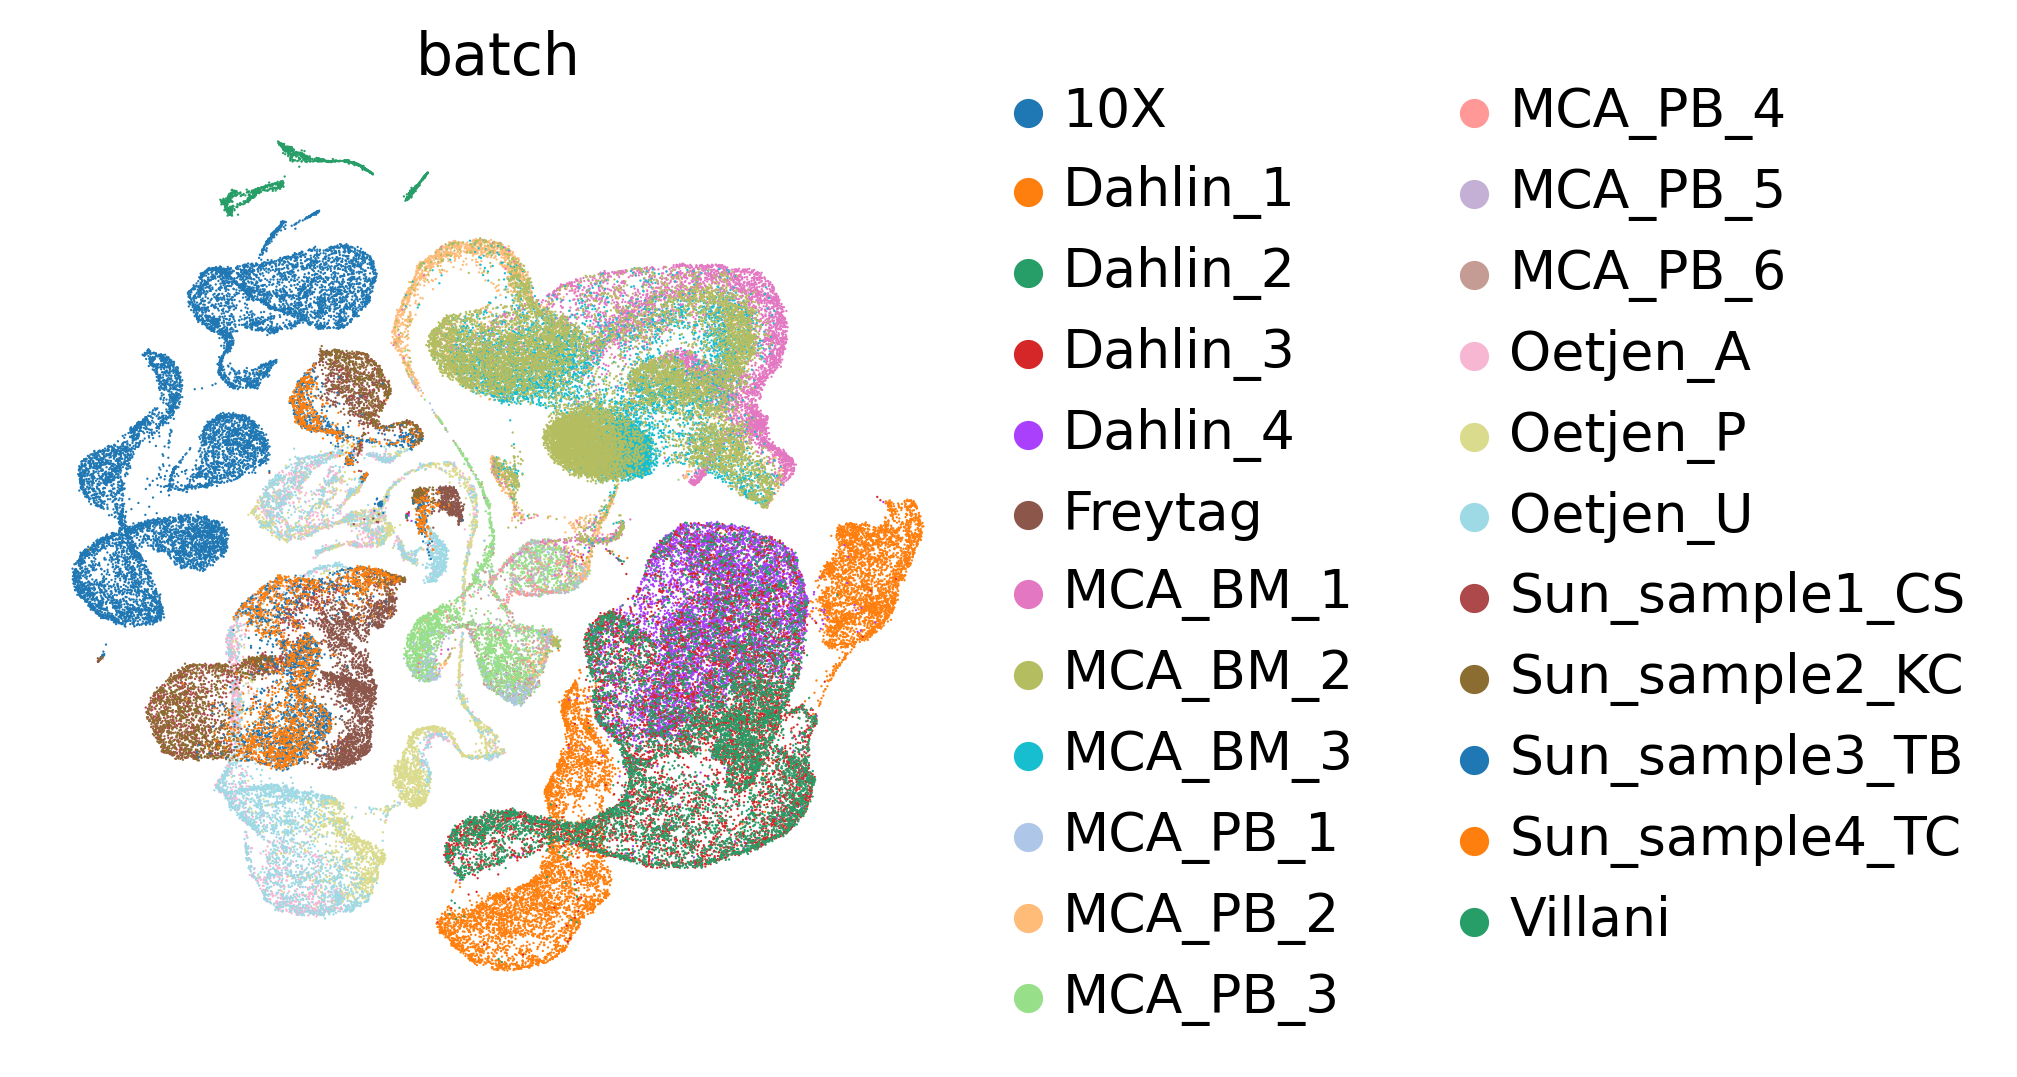 batch
10X
Dahlin_1
Dahlin_2
Dahlin_3
Dahlin_4
Freytag
MCA_BM_1
MCA_BM_2
MCA_BM_3
MCA_PB_1
MCA_PB_2
MCA_PB_3
MCA_PB_4
MCA_PB_5
MCA_PB_6
Oetjen_A
Oetjen_P
Oetjen_U
Sun_sample1_CS
Sun_sample2_KC
Sun_sample3_TB
Sun_sample4_TC
Villani